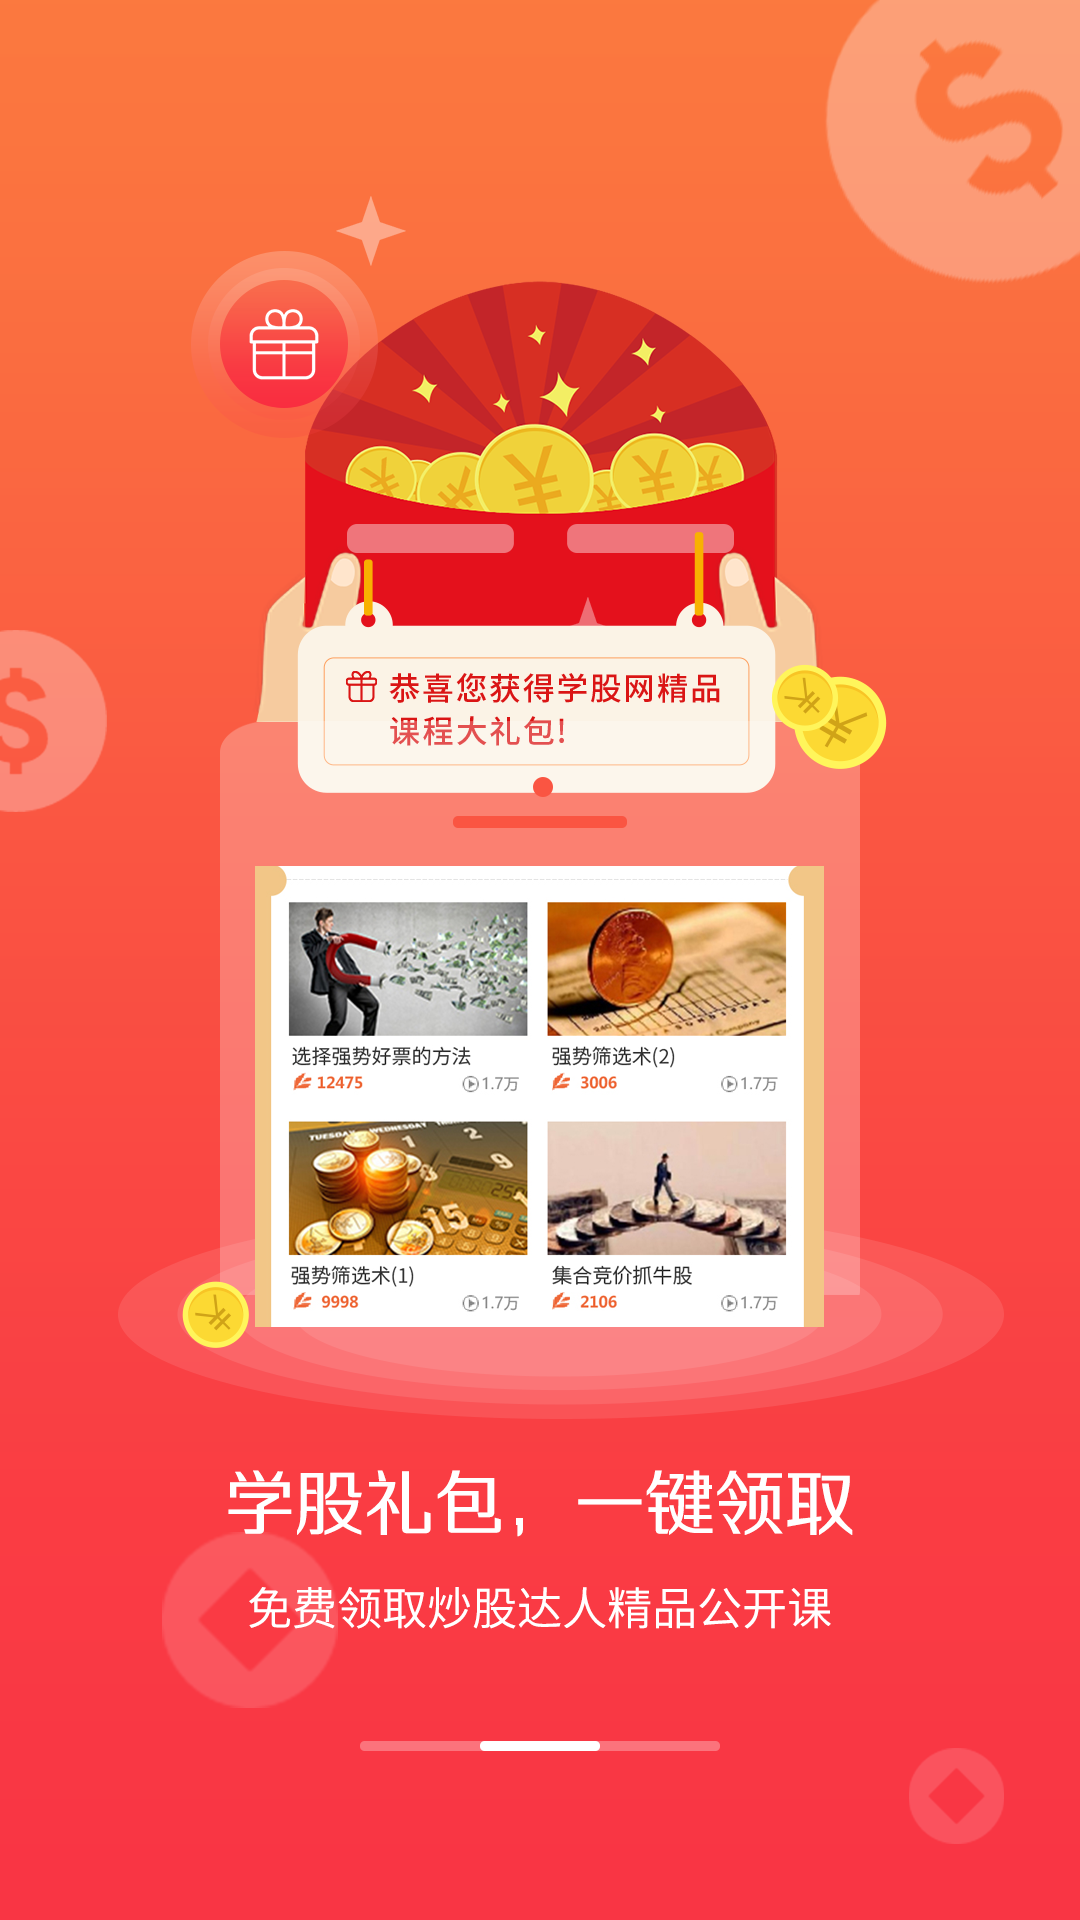 恭喜您获得学股网精品
课程大礼包!
TUESDAY WEDNESDAY
选择强势好票的方法
强势筛选术(2)
12475
1.7万
3006
1.7万
强势筛选术(1)
集合竞价抓牛股
9998
1.7万
2106
1.7万
学股礼包，一键领取
免费领取炒股达人精品公开课